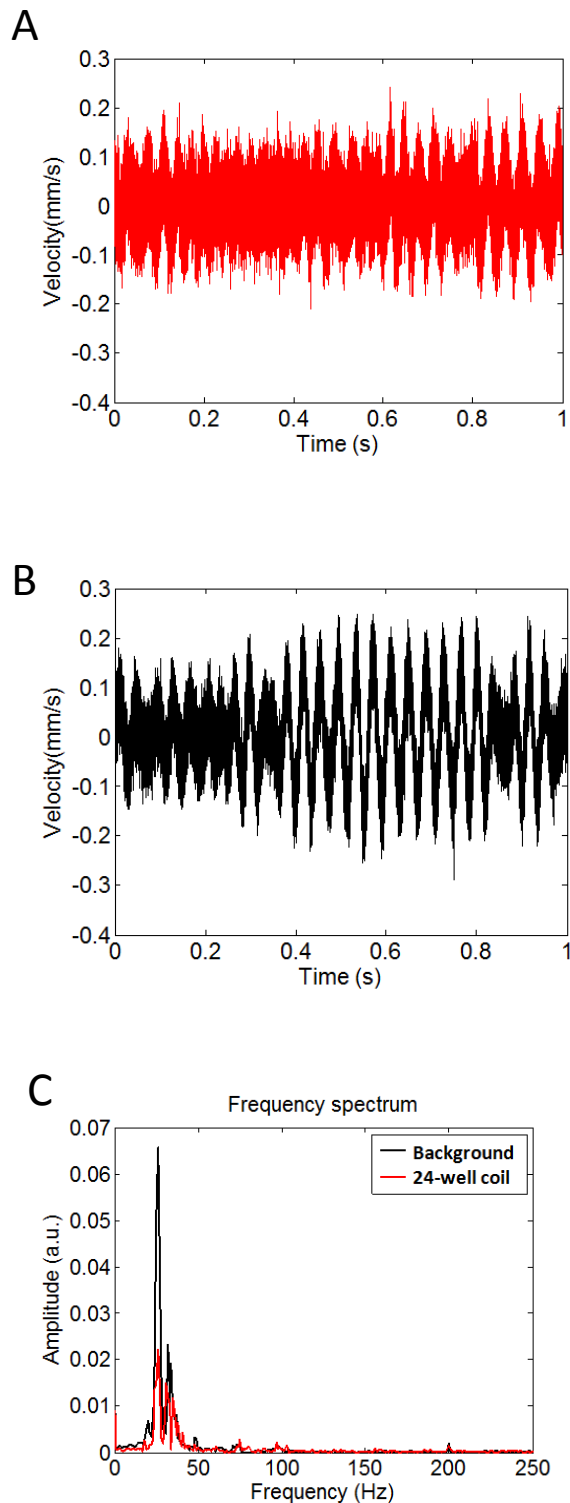 A
0.3
0.2
0.1
0
-0.1
-0.2
-0.3
-0.4
Velocity(mm/s)
0 0.2 0.4 0.6 0.8 1
Time (s)
B
0.3
0.2
0.1
0
-0.1
-0.2
-0.3
-0.4
Velocity(mm/s)
0 0.2 0.4 0.6 0.8 1
Time (s)
C
Frequency spectrum
0.07
0.06
0.05
0.04
0.03
0.02
0.01
0
Amplitude (a.u.)
Background
24-well coil
0 50 100 150 200 250
Frequency (Hz)